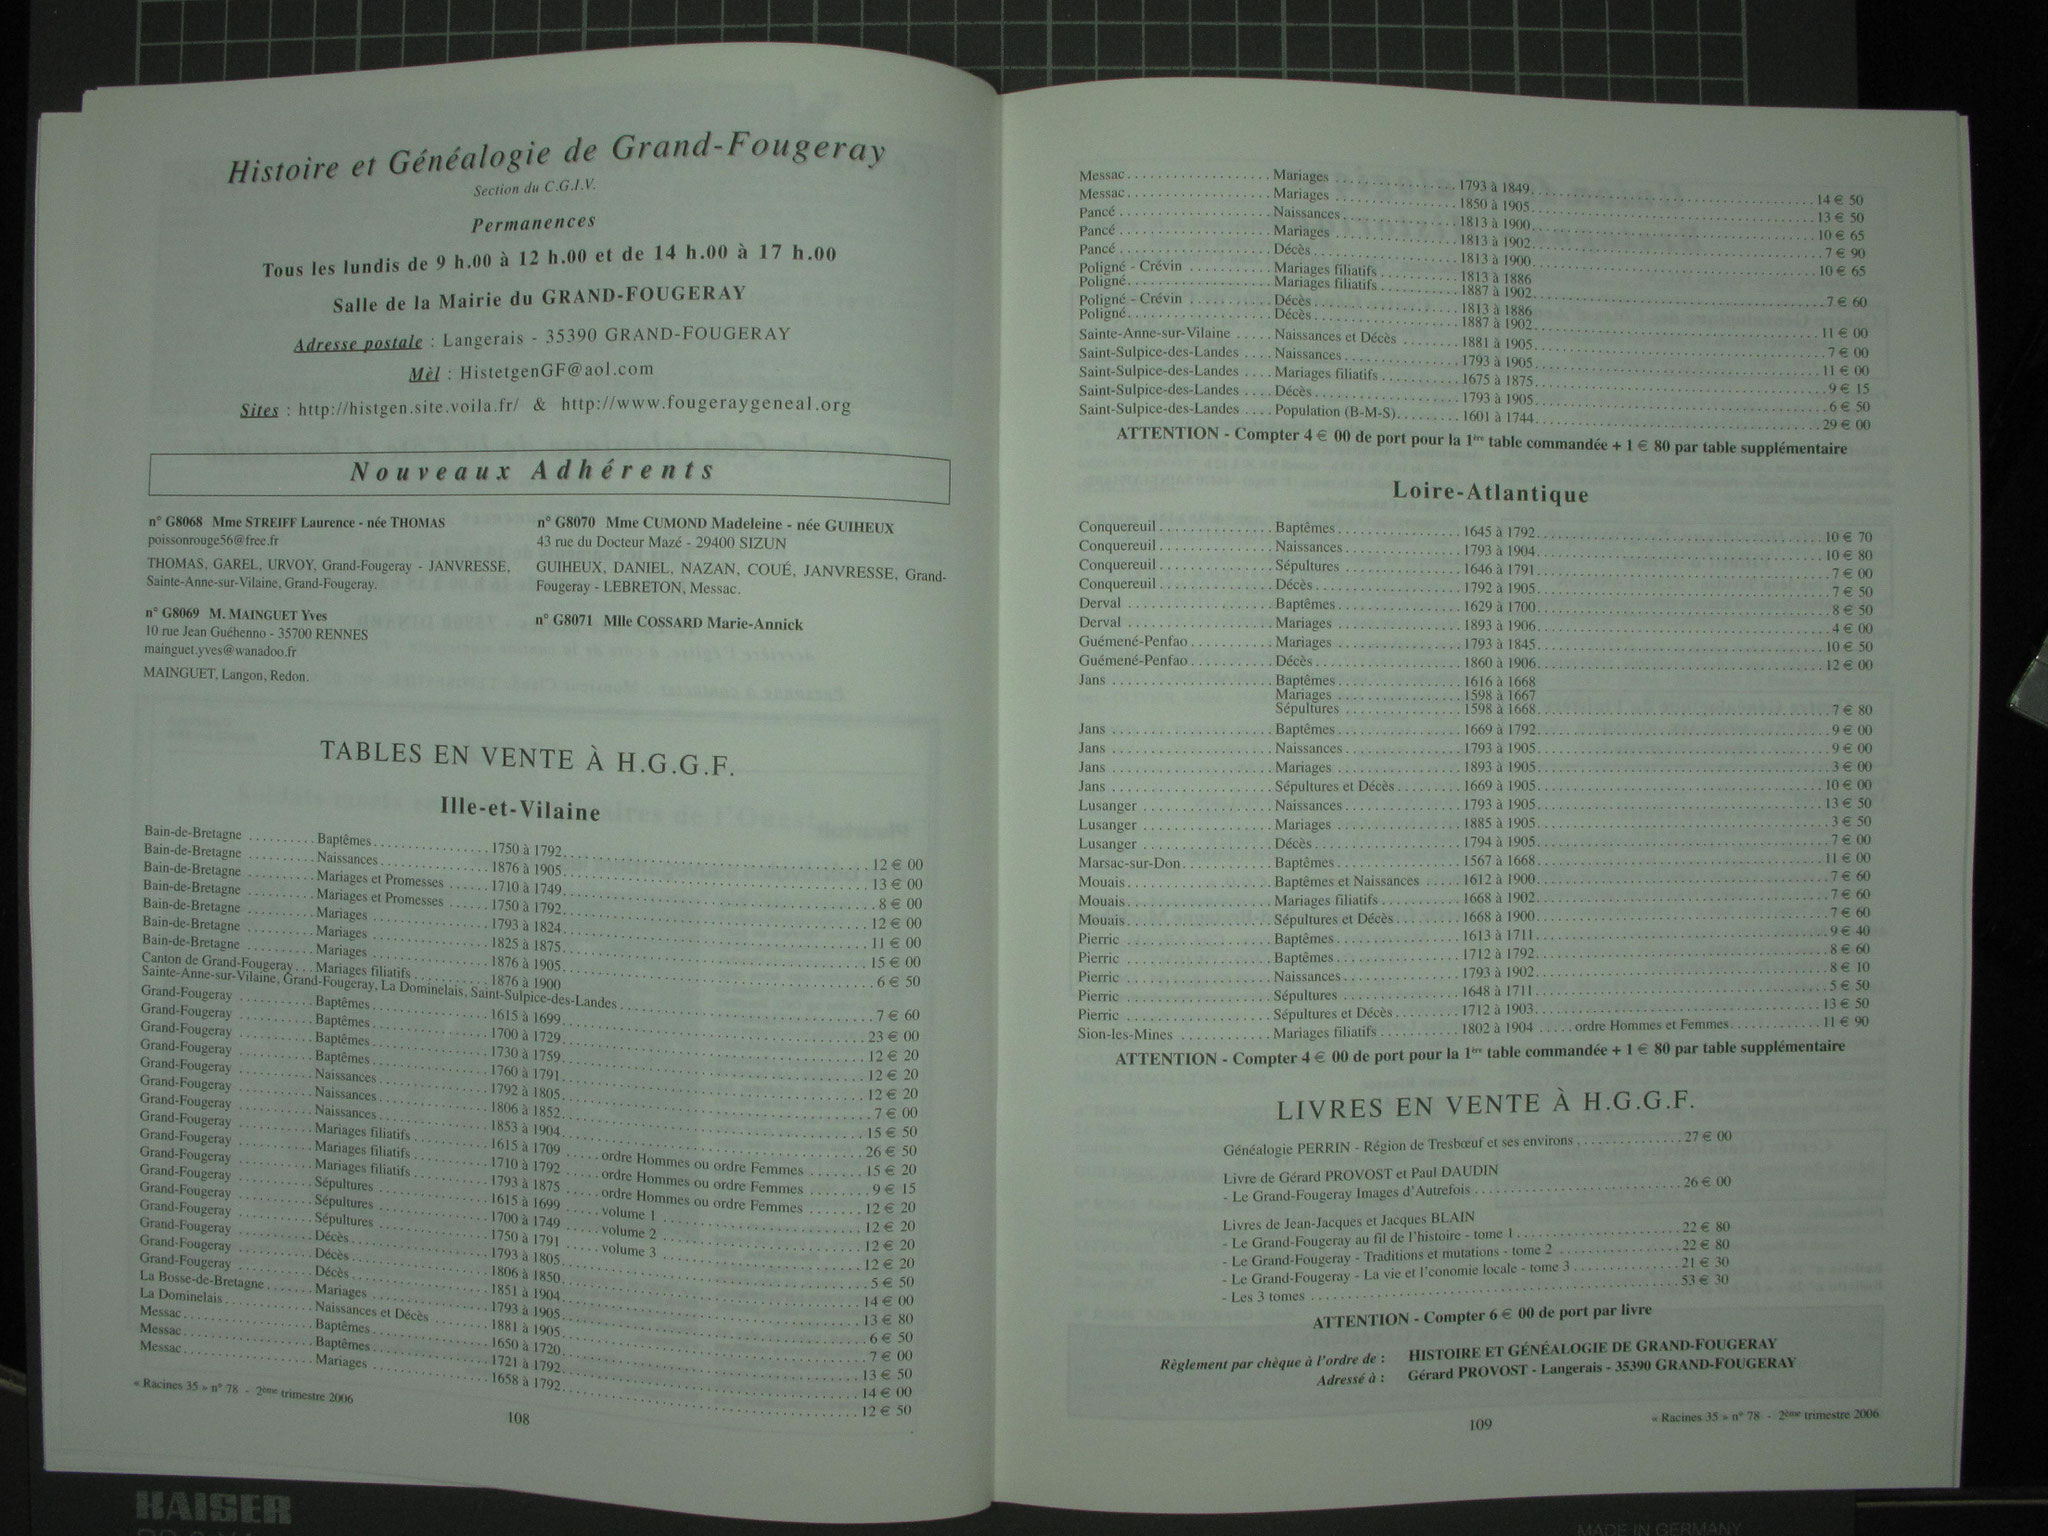 Histoire et Généalogie de Grand-Fougeray
Section du C.G.I.V.
Permanences
Tous les lundis de 9 h.00 à 12 h.00 et de 14 h.00 à 17 h.00
Salle de la Mairie du GRAND-FOUGERAY
Adresse postale : Langerais - 35390 GRAND-FOUGERAY
Mèl : HistetgenGF@aol.com
Sites : http://histgen.site.voila.fr/ & http://www.fougeraygeneal.org
Nouveaux Adhérents
n° G8068 Mme STREIFF Laurence - née THOMAS
poissonrouge56@free.fr
THOMAS, GAREL, URVOY, Grand-Fougeray - JANVRESSE,
Sainte-Anne-sur-Vilaine, Grand-Fougeray.
n° G8069 M. MAINGUET Yves
10 rue Jean Guéhenno - 35700 RENNES
mainguet.yves@wanadoo.fr
MAINGUET, Langon, Redon.
n° G8070 Mme CUMOND Madeleine - née GUIHEUX
43 rue du Docteur Mazé - 29400 SIZUN
GUIHEUX, DANIEL, NAZAN, COUÉ, JANVRESSE, Grand-
Fougeray - LEBRETON, Messac.
n° G8071 Mlle COSSARD Marie-Annick
TABLES EN VENTE À H.G.G.F.
Ille-et-Vilaine
Bain-de-Bretagne ..... Baptêmes ..... 1750 à 1792 ..... 12 € 00
Bain-de-Bretagne ..... Naissances ..... 1876 à 1905 ..... 13 € 00
Bain-de-Bretagne ..... Mariages et Promesses ..... 1710 à 1749 ..... 8 € 00
Bain-de-Bretagne ..... Mariages et Promesses ..... 1750 à 1792 ..... 12 € 00
Bain-de-Bretagne ..... Mariages ..... 1793 à 1824 ..... 11 € 00
Bain-de-Bretagne ..... Mariages ..... 1825 à 1875 ..... 15 € 00
Bain-de-Bretagne ..... Mariages ..... 1876 à 1905 ..... 6 € 50
Canton de Grand-Fougeray ... Mariages filiatifs ..... 1876 à 1900
Sainte-Anne-sur-Vilaine, Grand-Fougeray, La Dominelais, Saint-Sulpice-des-Landes ..... 7 € 60
Grand-Fougeray ..... Baptêmes ..... 1615 à 1699 ..... 23 € 00
Grand-Fougeray ..... Baptêmes ..... 1700 à 1729 ..... 12 € 20
Grand-Fougeray ..... Baptêmes ..... 1730 à 1759 ..... 12 € 20
Grand-Fougeray ..... Baptêmes ..... 1760 à 1791 ..... 12 € 20
Grand-Fougeray ..... Naissances ..... 1792 à 1805 ..... 7 € 00
Grand-Fougeray ..... Naissances ..... 1806 à 1852 ..... 15 € 50
Grand-Fougeray ..... Naissances ..... 1853 à 1904 ..... 26 € 50
Grand-Fougeray ..... Mariages filiatifs ..... 1615 à 1709 ..... ordre Hommes ou ordre Femmes ..... 15 € 20
Grand-Fougeray ..... Mariages filiatifs ..... 1710 à 1792 ..... ordre Hommes ou ordre Femmes ..... 9 € 15
Grand-Fougeray ..... Mariages filiatifs ..... 1793 à 1875 ..... ordre Hommes ou ordre Femmes ..... 12 € 20
Grand-Fougeray ..... Sépultures ..... 1615 à 1699 ..... volume 1 ..... 12 € 20
Grand-Fougeray ..... Sépultures ..... 1700 à 1749 ..... volume 2 ..... 12 € 20
Grand-Fougeray ..... Sépultures ..... 1750 à 1791 ..... volume 3 ..... 12 € 20
Grand-Fougeray ..... Décès ..... 1793 à 1805 ..... 5 € 50
Grand-Fougeray ..... Décès ..... 1806 à 1850 ..... 14 € 00
Grand-Fougeray ..... Décès ..... 1851 à 1904 ..... 13 € 80
La Bosse-de-Bretagne ..... Mariages ..... 1793 à 1905 ..... 6 € 50
La Dominelais ..... Naissances et Décès ..... 1881 à 1905 ..... 7 € 00
Messac ..... Baptêmes ..... 1650 à 1720 ..... 13 € 50
Messac ..... Baptêmes ..... 1721 à 1792 ..... 14 € 00
Messac ..... Mariages ..... 1658 à 1792 ..... 12 € 50
« Racines 35 » n° 78 - 2ème trimestre 2006
108
Messac ..... Mariages ..... 1793 à 1849 ..... 14 € 50
Messac ..... Mariages ..... 1850 à 1905 ..... 13 € 50
Pancé ..... Naissances ..... 1813 à 1900 ..... 10 € 65
Pancé ..... Mariages ..... 1813 à 1902 ..... 7 € 90
Pancé ..... Décès ..... 1813 à 1900 ..... 10 € 65
Poligné - Crévin ..... Mariages filiatifs ..... 1813 à 1886
Poligné ..... Mariages filiatifs ..... 1887 à 1902 ..... 7 € 60
Poligné - Crévin ..... Décès ..... 1813 à 1886
Poligné ..... Décès ..... 1887 à 1902 ..... 11 € 00
Sainte-Anne-sur-Vilaine ..... Naissances et Décès ..... 1881 à 1905 ..... 7 € 00
Saint-Sulpice-des-Landes .... Naissances ..... 1793 à 1905 ..... 11 € 00
Saint-Sulpice-des-Landes .... Mariages filiatifs ..... 1675 à 1875 ..... 9 € 15
Saint-Sulpice-des-Landes .... Décès ..... 1793 à 1905 ..... 6 € 50
Saint-Sulpice-des-Landes .... Population (B-M-S) ..... 1601 à 1744 ..... 29 € 00
ATTENTION - Compter 4 € 00 de port pour la 1ère table commandée + 1 € 80 par table supplémentaire
Loire-Atlantique
Conquereuil ..... Baptêmes ..... 1645 à 1792 ..... 10 € 70
Conquereuil ..... Naissances ..... 1793 à 1904 ..... 10 € 80
Conquereuil ..... Sépultures ..... 1646 à 1791 ..... 7 € 00
Conquereuil ..... Décès ..... 1792 à 1905 ..... 7 € 50
Derval ..... Baptêmes ..... 1629 à 1700 ..... 8 € 50
Derval ..... Mariages ..... 1893 à 1906 ..... 4 € 00
Guémené-Penfao ..... Mariages ..... 1793 à 1845 ..... 10 € 50
Guémené-Penfao ..... Décès ..... 1860 à 1906 ..... 12 € 00
Jans ..... Baptêmes ..... 1616 à 1668
Mariages ..... 1598 à 1667
Sépultures ..... 1598 à 1668 ..... 7 € 80
Jans ..... Baptêmes ..... 1669 à 1792 ..... 9 € 00
Jans ..... Naissances ..... 1793 à 1905 ..... 9 € 00
Jans ..... Mariages ..... 1893 à 1905 ..... 3 € 00
Jans ..... Sépultures et Décès ..... 1669 à 1905 ..... 10 € 00
Lusanger ..... Naissances ..... 1793 à 1905 ..... 13 € 50
Lusanger ..... Mariages ..... 1885 à 1905 ..... 3 € 50
Lusanger ..... Décès ..... 1794 à 1905 ..... 7 € 00
Marsac-sur-Don ..... Baptêmes ..... 1567 à 1668 ..... 11 € 00
Mouais ..... Baptêmes et Naissances ..... 1612 à 1900 ..... 7 € 60
Mouais ..... Mariages filiatifs ..... 1668 à 1902 ..... 7 € 60
Mouais ..... Sépultures et Décès ..... 1668 à 1900 ..... 7 € 60
Pierric ..... Baptêmes ..... 1613 à 1711 ..... 9 € 40
Pierric ..... Baptêmes ..... 1712 à 1792 ..... 8 € 60
Pierric ..... Naissances ..... 1793 à 1902 ..... 8 € 10
Pierric ..... Sépultures ..... 1648 à 1711 ..... 5 € 50
Pierric ..... Sépultures et Décès ..... 1712 à 1903 ..... 13 € 50
Sion-les-Mines ..... Mariages filiatifs ..... 1802 à 1904 ..... ordre Hommes et Femmes ..... 11 € 90
ATTENTION - Compter 4 € 00 de port pour la 1ère table commandée + 1 € 80 par table supplémentaire
LIVRES EN VENTE À H.G.G.F.
Généalogie PERRIN - Région de Tresbœuf et ses environs ..... 27 € 00
Livre de Gérard PROVOST et Paul DAUDIN
- Le Grand-Fougeray Images d'Autrefois ..... 26 € 00
Livres de Jean-Jacques et Jacques BLAIN
- Le Grand-Fougeray au fil de l'histoire - tome 1 ..... 22 € 80
- Le Grand-Fougeray - Traditions et mutations - tome 2 ..... 22 € 80
- Le Grand-Fougeray - La vie et l'conomie locale - tome 3 ..... 21 € 30
- Les 3 tomes ..... 53 € 30
ATTENTION - Compter 6 € 00 de port par livre
Règlement par chèque à l'ordre de : HISTOIRE ET GÉNÉALOGIE DE GRAND-FOUGERAY
Adressé à : Gérard PROVOST - Langerais - 35390 GRAND-FOUGERAY
109
« Racines 35 » n° 78 - 2ème trimestre 2006
KAISER
MADE IN GERMANY